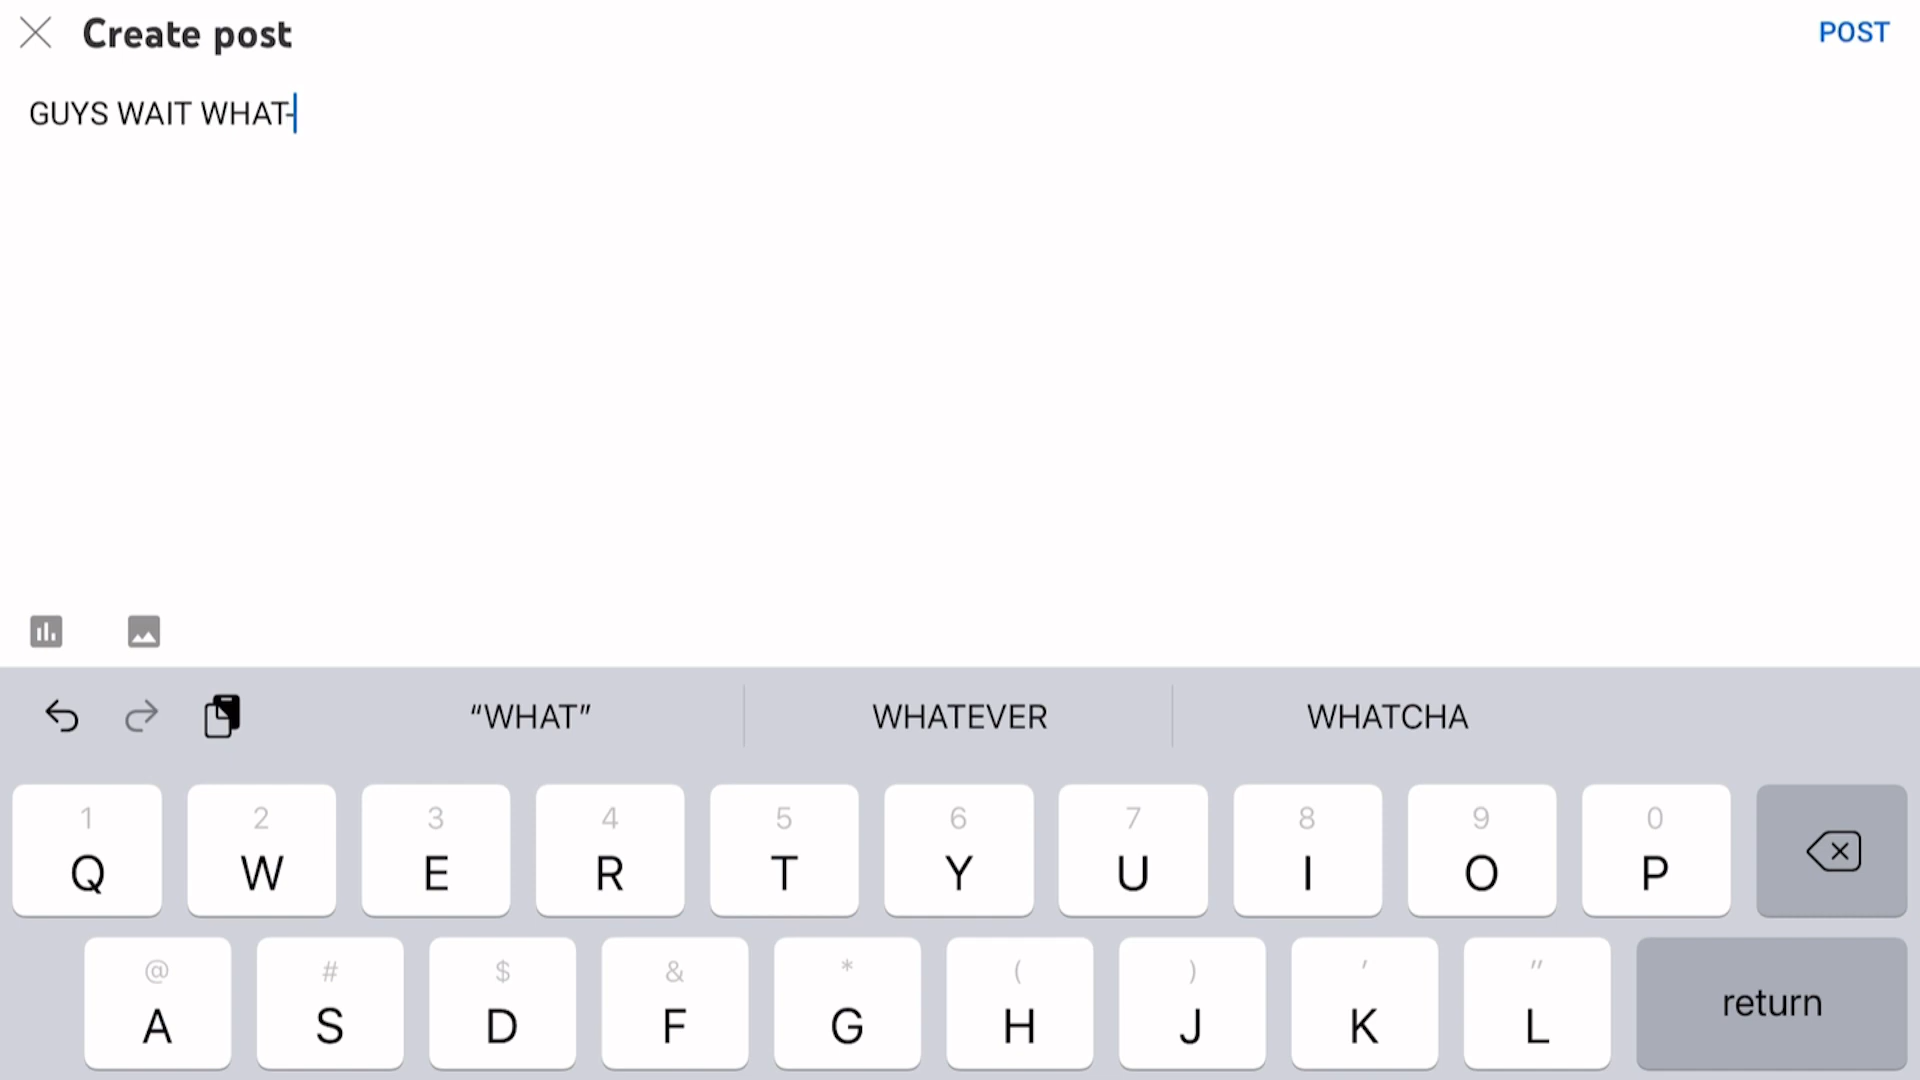 Create post
POST
GUYS WAIT WHAT-
“WHAT”
WHATEVER
WHATCHA
1 2 3 4 5 6 7 8 9 0
Q W E R T Y U I O P
@ # $ & * ( ) ' "
A S D F G H J K L
return